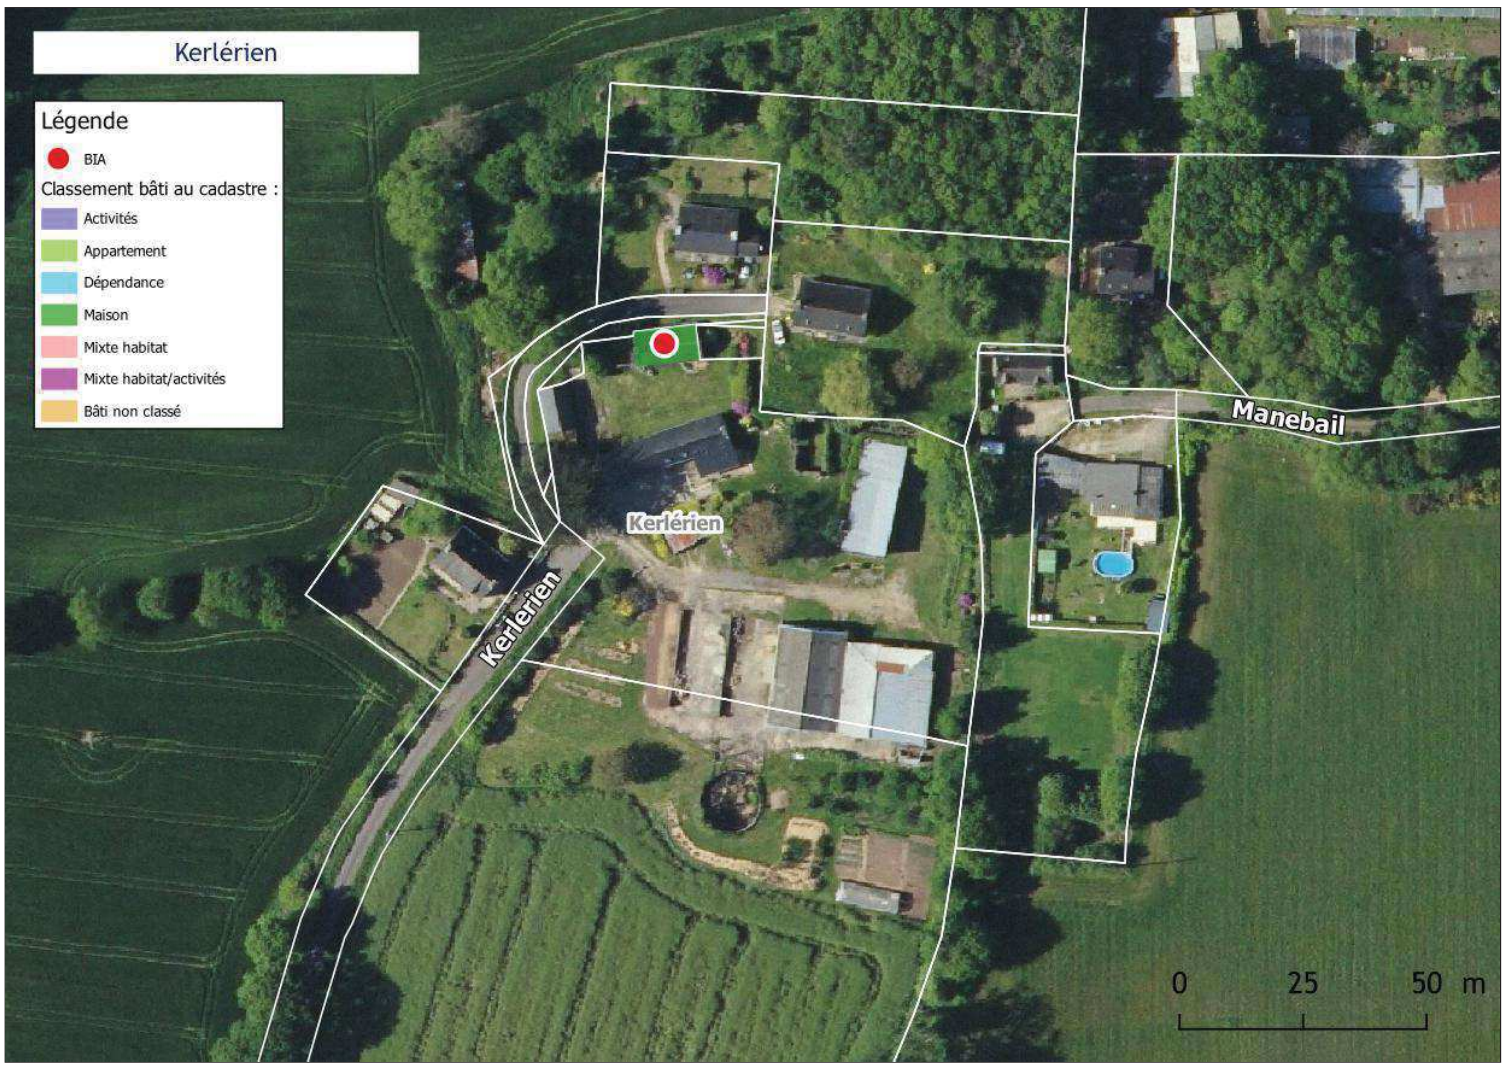 Kerlérien
Légende
BIA
Classement bâti au cadastre :
Activités
Appartement
Dépendance
Maison
Mixte habitat
Mixte habitat/activités
Bâti non classé
Manebail
Kerlérien
Kerlerien
0 25 50 m